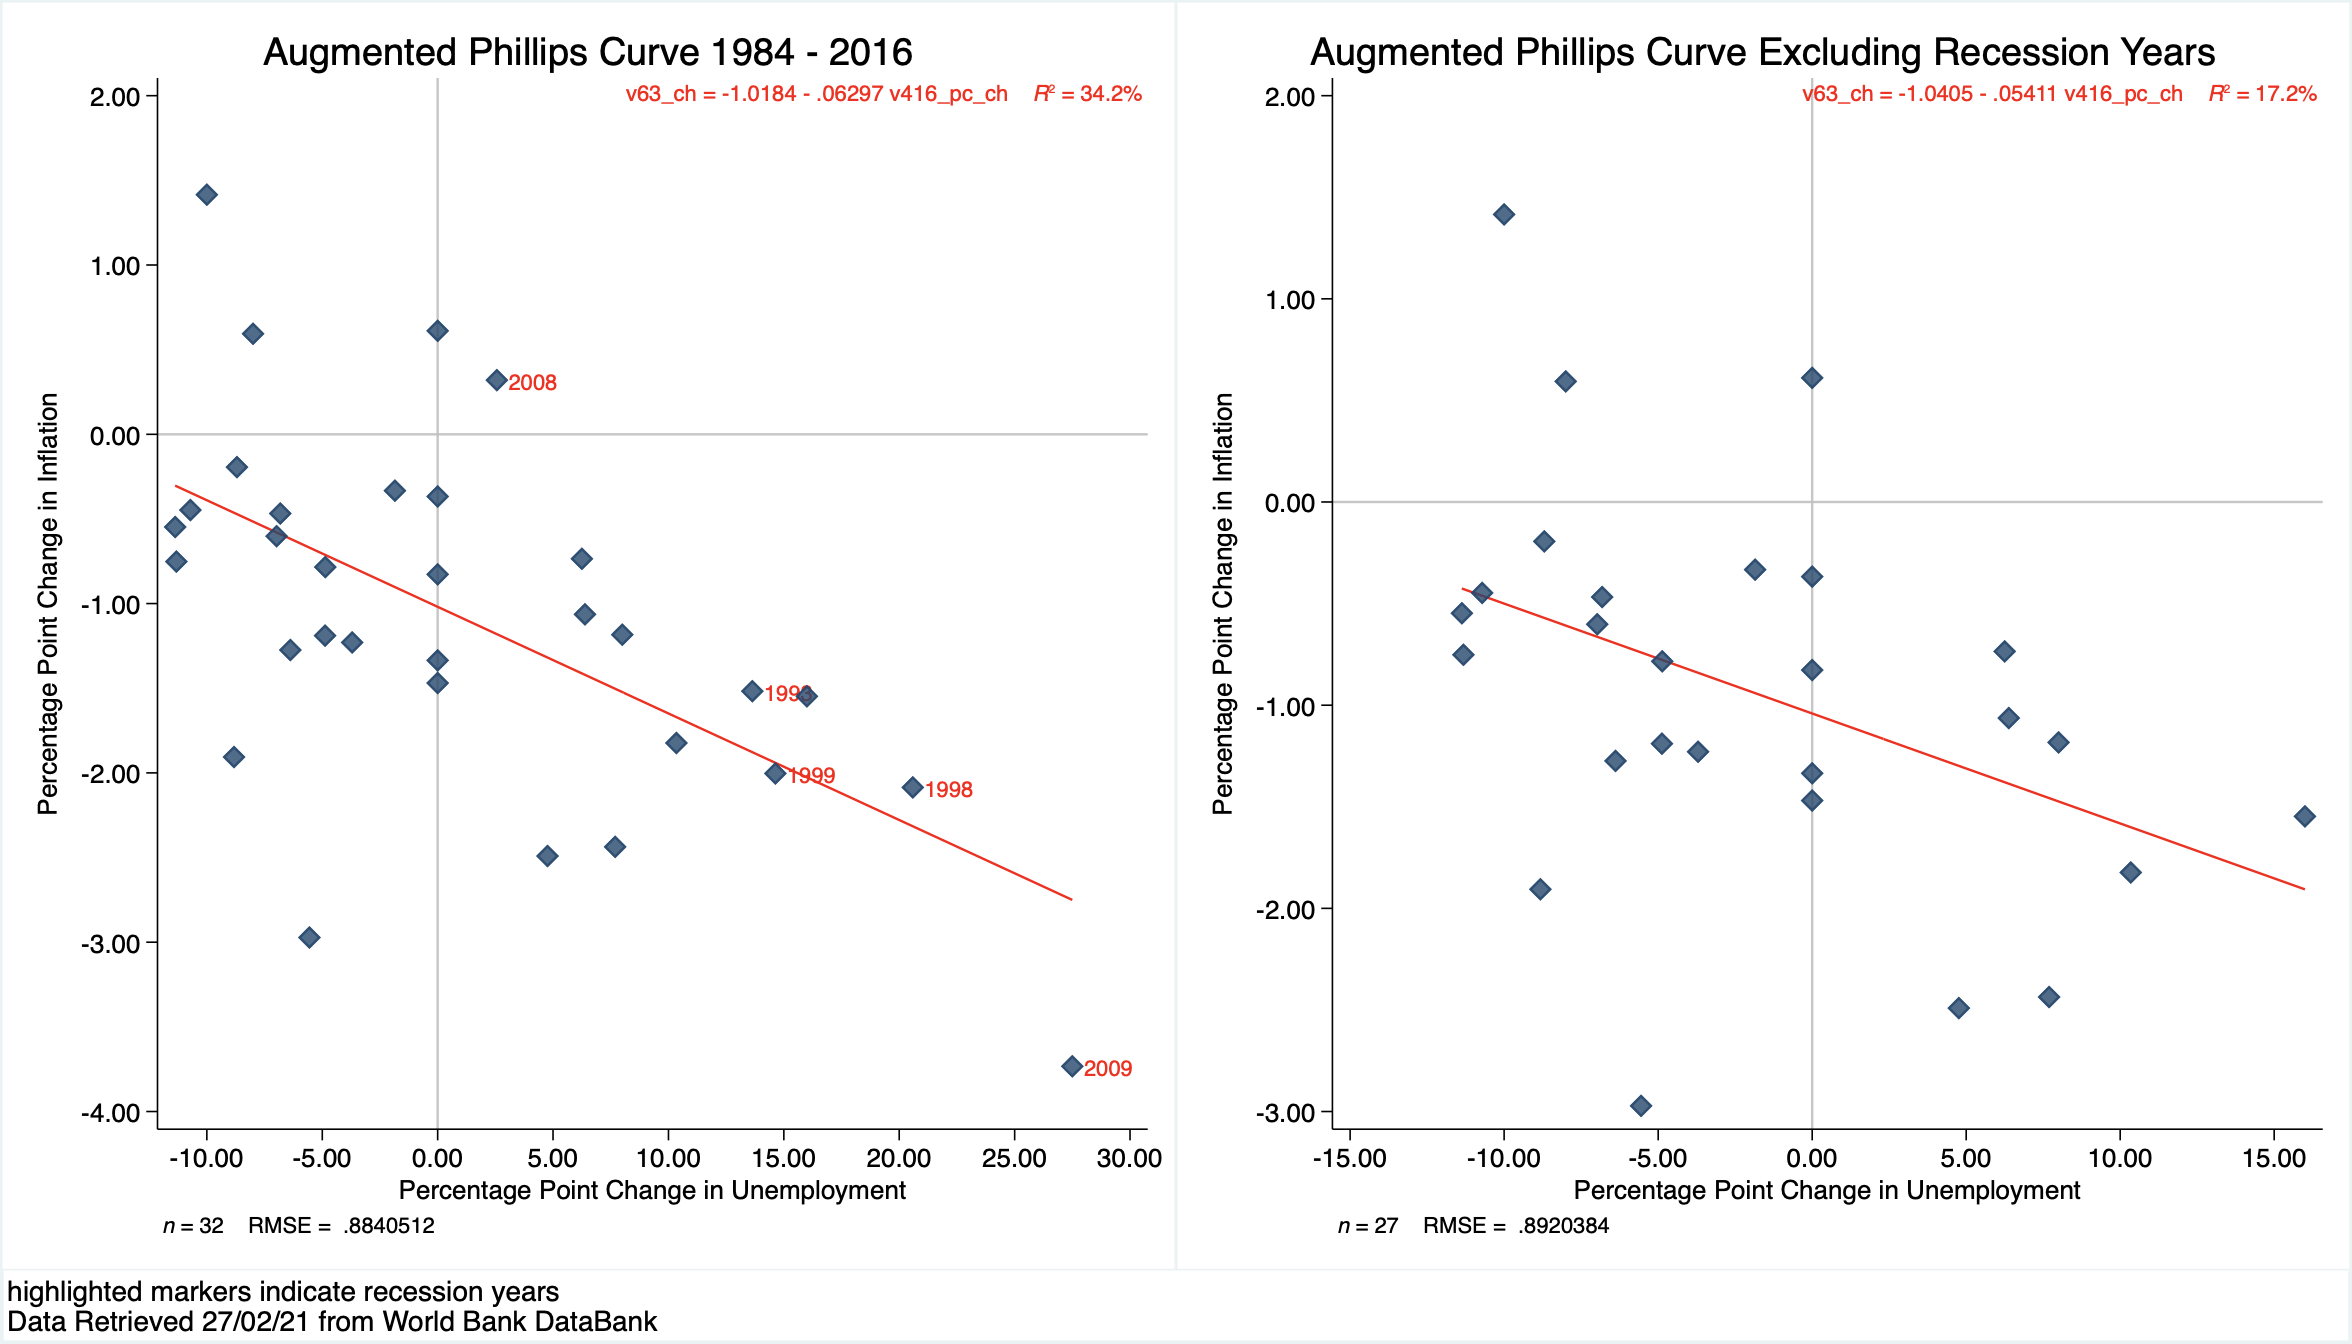 Augmented Phillips Curve 1984 - 2016
v63_ch = -1.0184 - .06297 v416_pc_ch R² = 34.2%
2.00
1.00
0.00
-1.00
-2.00
-3.00
-4.00
Percentage Point Change in Inflation
2008
1999
1998
2009
-10.00 -5.00 0.00 5.00 10.00 15.00 20.00 25.00 30.00
Percentage Point Change in Unemployment
n = 32 RMSE = .8840512
Augmented Phillips Curve Excluding Recession Years
v63_ch = -1.0405 - .05411 v416_pc_ch R² = 17.2%
2.00
1.00
0.00
-1.00
-2.00
-3.00
Percentage Point Change in Inflation
-15.00 -10.00 -5.00 0.00 5.00 10.00 15.00
Percentage Point Change in Unemployment
n = 27 RMSE = .8920384
highlighted markers indicate recession years
Data Retrieved 27/02/21 from World Bank DataBank